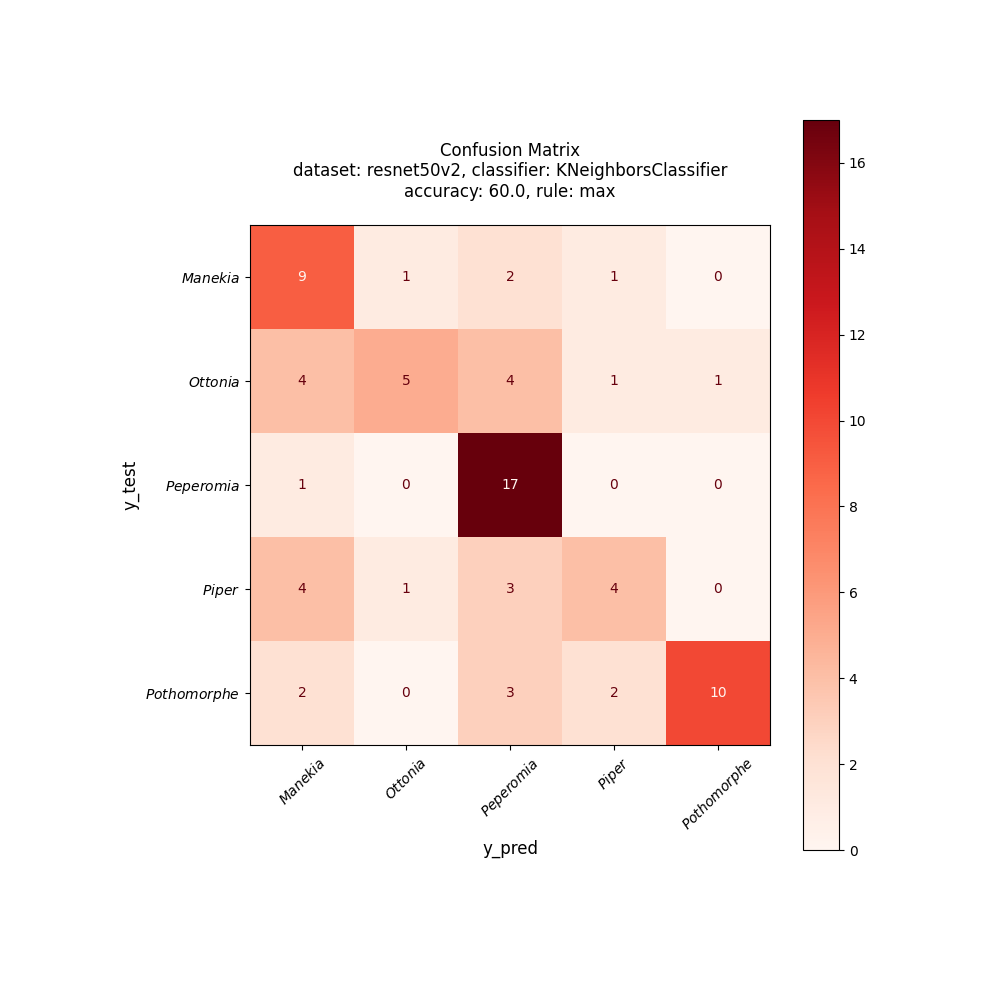 Confusion Matrix
dataset: resnet50v2, classifier: KNeighborsClassifier
accuracy: 60.0, rule: max
y_test
Manekia 9 1 2 1 0
Ottonia 4 5 4 1 1
Peperomia 1 0 17 0 0
Piper 4 1 3 4 0
Pothomorphe 2 0 3 2 10
Manekia Ottonia Peperomia Piper Pothomorphe
y_pred
16
14
12
10
8
6
4
2
0